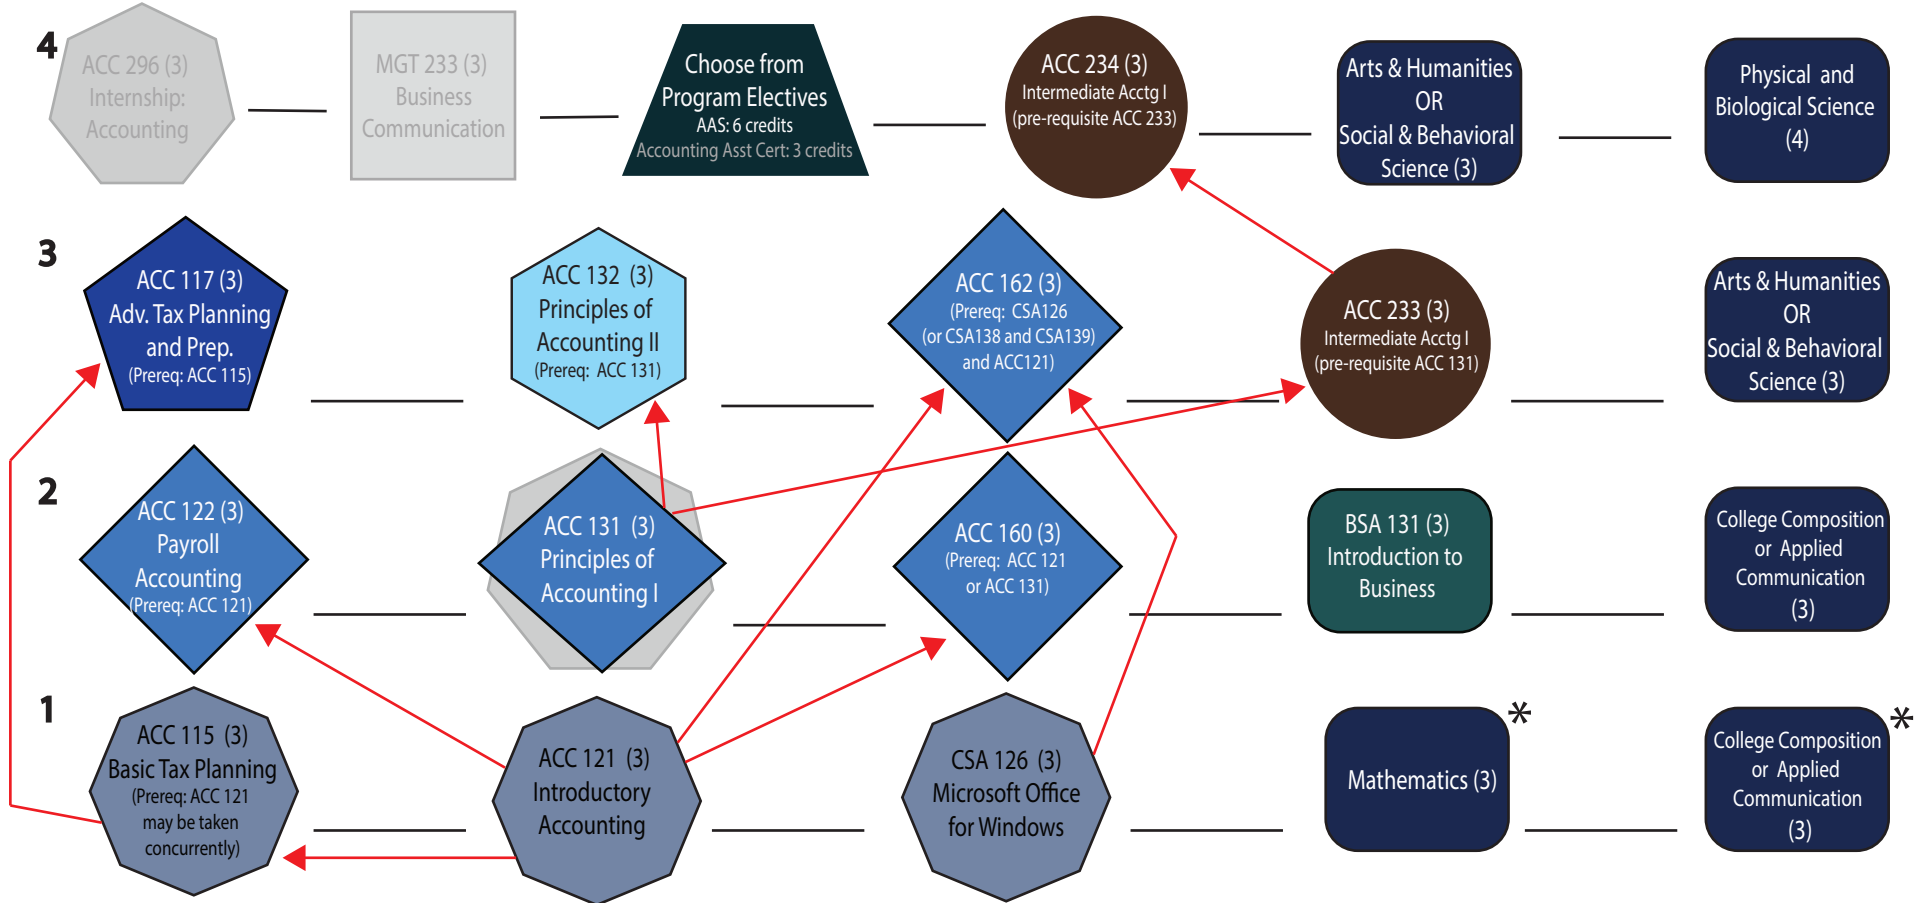 4
ACC 296 (3)
Internship:
Accounting
MGT 233 (3)
Business
Communication
Choose from
Program Electives
AAS: 6 credits
Accounting Asst Cert: 3 credits
ACC 234 (3)
Intermediate Acctg I
(pre-requisite ACC 233)
Arts & Humanities
OR
Social & Behavioral
Science (3)
Physical and
Biological Science
(4)
3
ACC 117 (3)
Adv. Tax Planning
and Prep.
(Prereq: ACC 115)
ACC 132 (3)
Principles of
Accounting II
(Prereq: ACC 131)
ACC 162 (3)
(Prereq: CSA126
(or CSA138 and CSA139)
and ACC121)
ACC 233 (3)
Intermediate Acctg I
(pre-requisite ACC 131)
Arts & Humanities
OR
Social & Behavioral
Science (3)
2
ACC 122 (3)
Payroll
Accounting
(Prereq: ACC 121)
ACC 131 (3)
Principles of
Accounting I
ACC 160 (3)
(Prereq: ACC 121
or ACC 131)
BSA 131 (3)
Introduction to
Business
College Composition
or Applied
Communication
(3)
1
ACC 115 (3)
Basic Tax Planning
(Prereq: ACC 121
may be taken
concurrently)
ACC 121 (3)
Introductory
Accounting
CSA 126 (3)
Microsoft Office
for Windows
Mathematics (3)
*
College Composition
or Applied
Communication
(3)
*